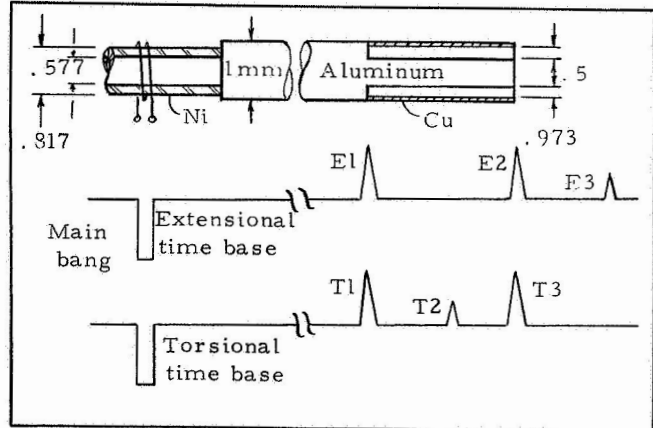 .577
1mm
Aluminum
.5
Ni
Cu
.817
.973
E1
E2
E3
Main
bang
Extensional
time base
T1
T2
T3
Torsional
time base